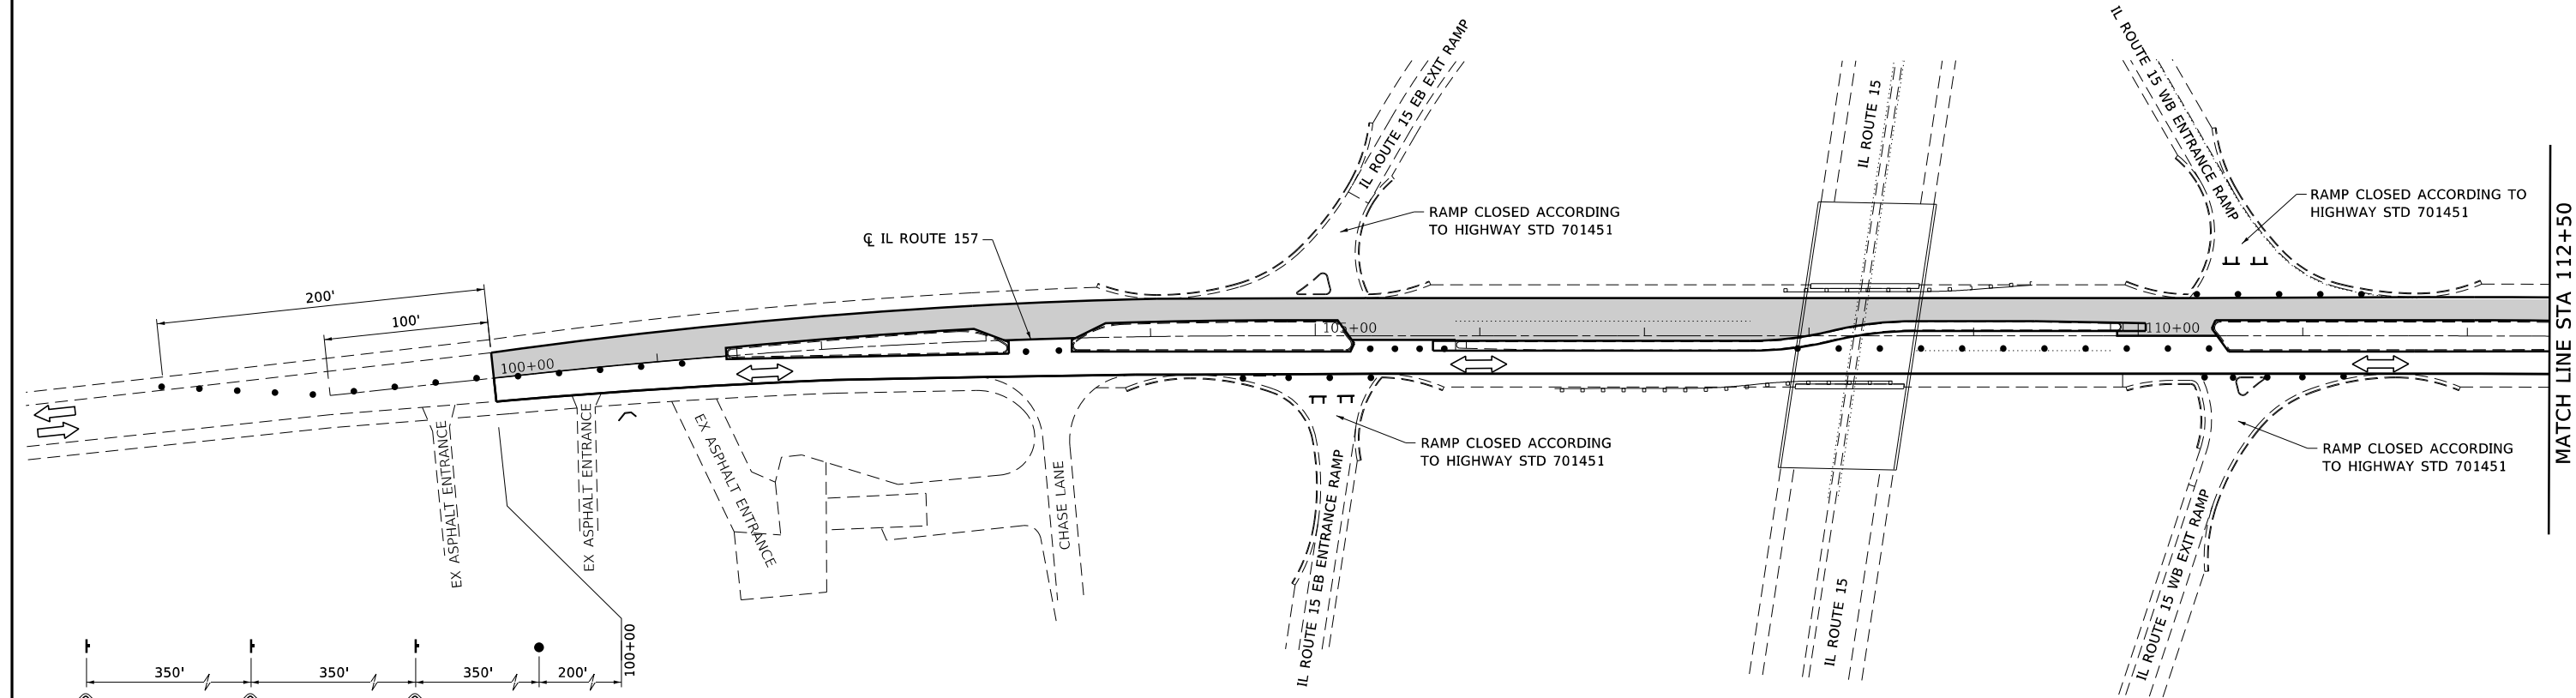 IL ROUTE 15 EB EXIT RAMP
IL ROUTE 15
IL ROUTE 15 WB ENTRANCE RAMP
RAMP CLOSED ACCORDING
TO HIGHWAY STD 701451
RAMP CLOSED ACCORDING TO
HIGHWAY STD 701451
℄ IL ROUTE 157
200'
100'
100+00
105+00
110+00
MATCH LINE STA 112+50
EX ASPHALT ENTRANCE
EX ASPHALT ENTRANCE
EX ASPHALT ENTRANCE
CHASE LANE
IL ROUTE 15 EB ENTRANCE RAMP
RAMP CLOSED ACCORDING
TO HIGHWAY STD 701451
IL ROUTE 15
IL ROUTE 15 WB EXIT RAMP
RAMP CLOSED ACCORDING
TO HIGHWAY STD 701451
350'
350'
350'
200'
100+00